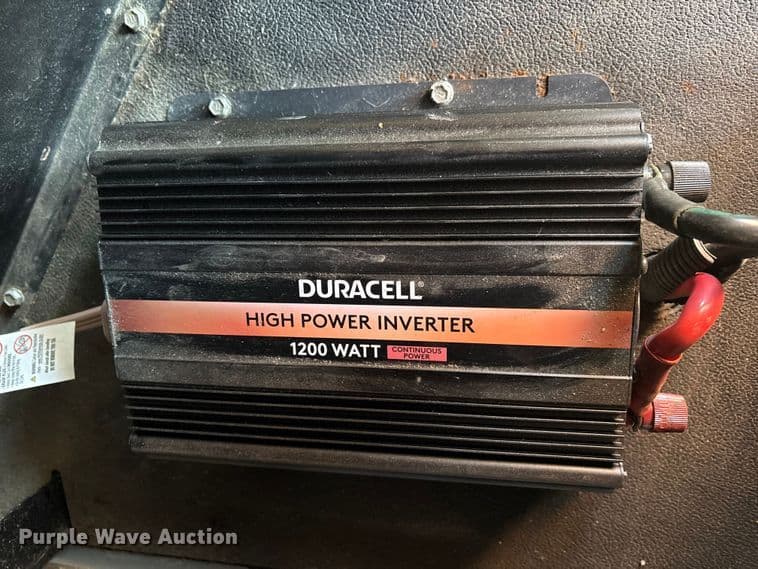 DURACELL®
HIGH POWER INVERTER
1200 WATT CONTINUOUS POWER
Purple Wave Auction